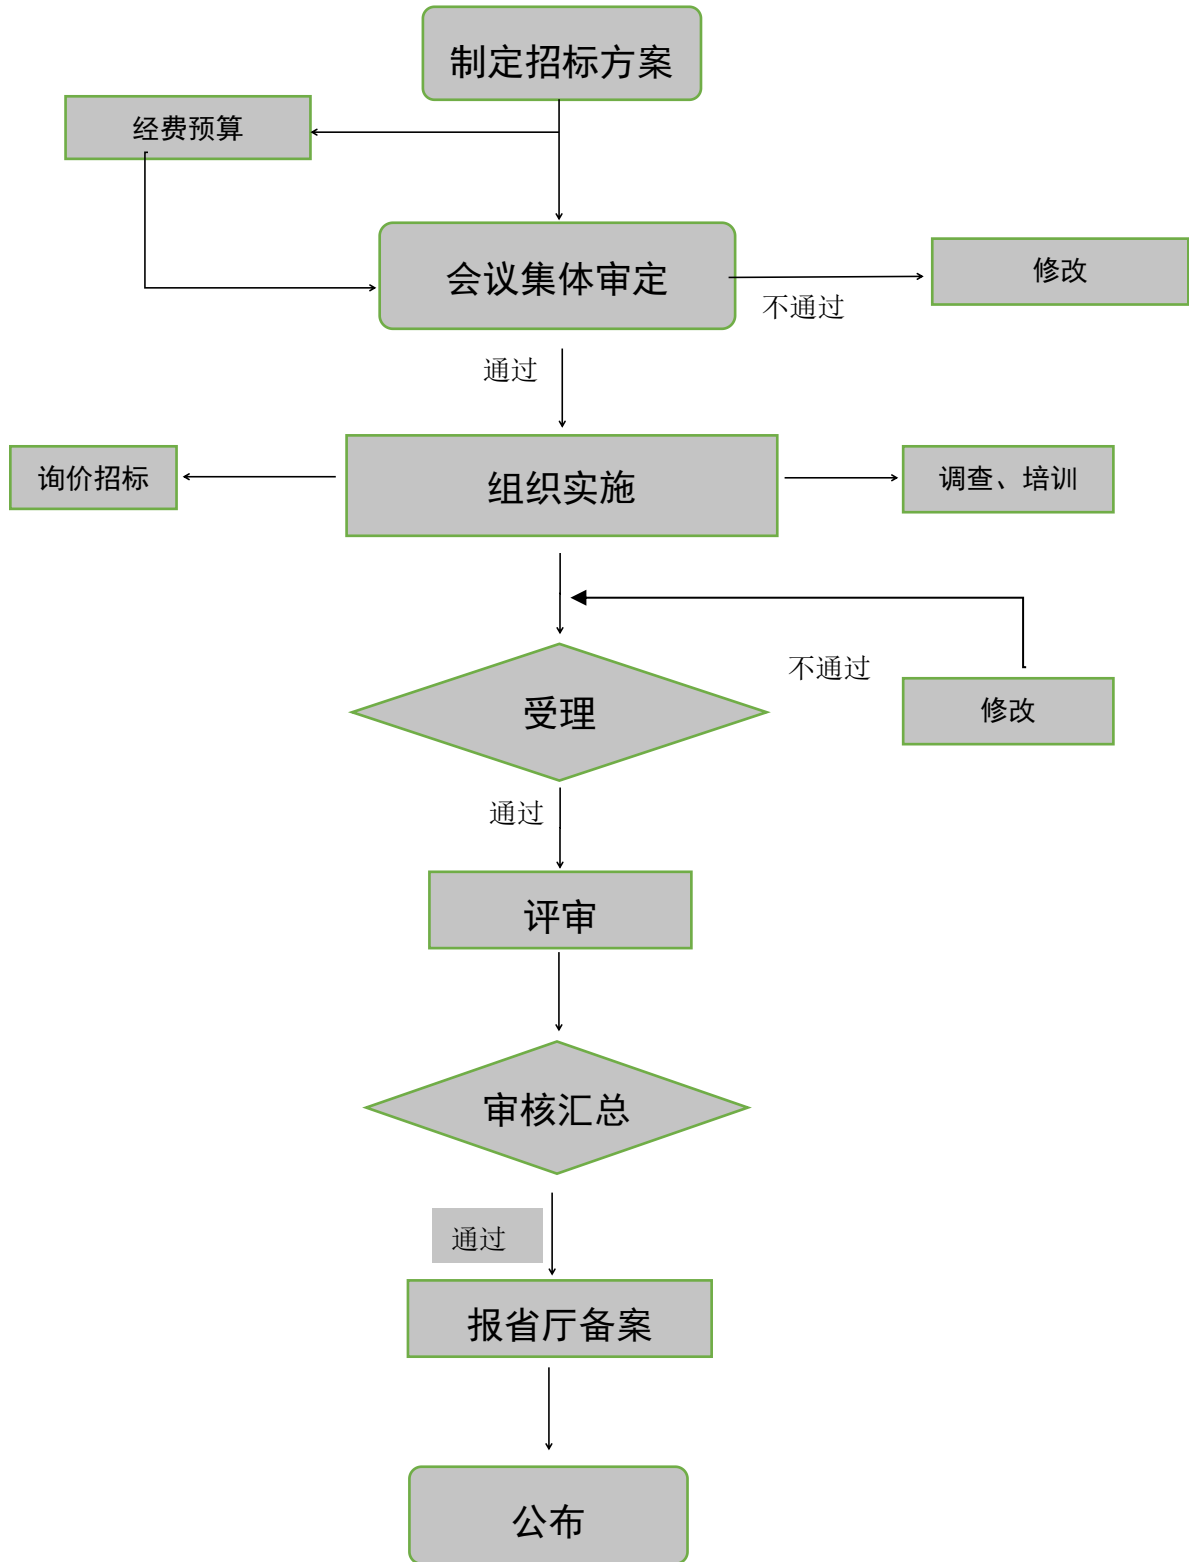 制定招标方案
经费预算
会议集体审定
修改
不通过
通过
询价招标
组织实施
调查、培训
不通过
受理
修改
通过
评审
审核汇总
通过
报省厅备案
公布